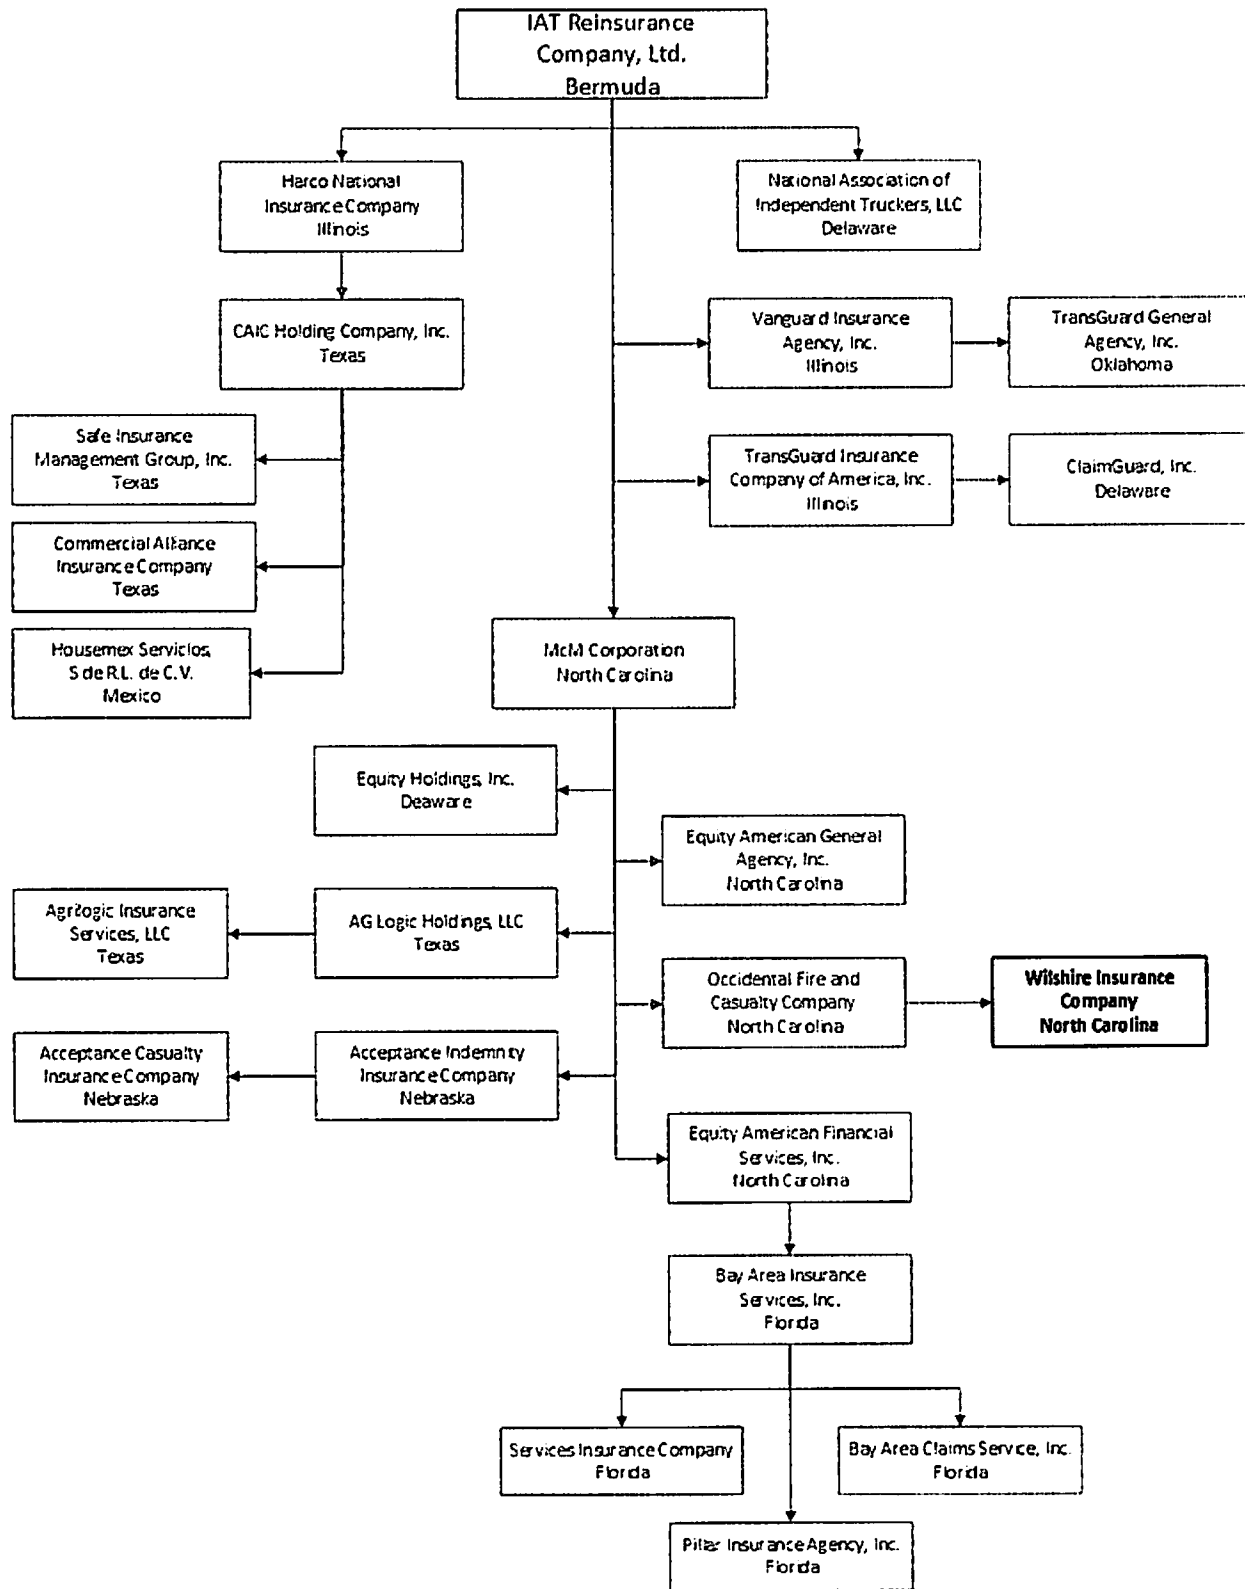 IAT Reinsurance
Company, Ltd.
Bermuda
Harco National
Insurance Company
Illinois
National Association of
Independent Truckers, LLC
Delaware
CAIC Holding Company, Inc.
Texas
Vanguard Insurance
Agency, Inc.
Illinois
TransGuard General
Agency, Inc.
Oklahoma
Safe Insurance
Management Group, Inc.
Texas
TransGuard Insurance
Company of America, Inc.
Illinois
ClaimGuard, Inc.
Delaware
Commercial Alliance
Insurance Company
Texas
Housemex Servicios,
S de R.L. de C.V.
Mexico
McM Corporation
North Carolina
Equity Holdings, Inc.
Deaware
Equity American General
Agency, Inc.
North Carolina
Agrilogic Insurance
Services, LLC
Texas
AG Logic Holdings, LLC
Texas
Occidental Fire and
Casualty Company
North Carolina
Wilshire Insurance
Company
North Carolina
Acceptance Casualty
Insurance Company
Nebraska
Acceptance Indemnity
Insurance Company
Nebraska
Equity American Financial
Services, Inc.
North Carolina
Bay Area Insurance
Services, Inc.
Florida
Services Insurance Company
Florida
Bay Area Claims Service, Inc.
Florida
Pillar Insurance Agency, Inc.
Florida